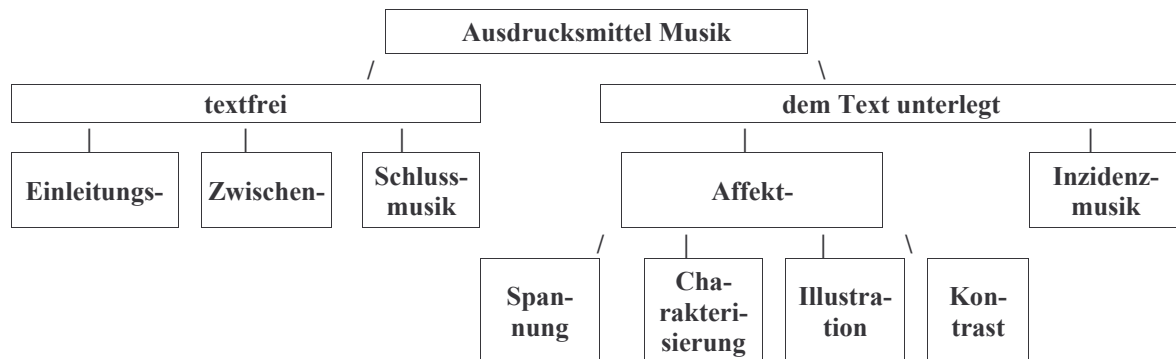 Ausdrucksmittel Musik
textfrei
dem Text unterlegt
Einleitungs-
Zwischen-
Schluss-
musik
Affekt-
Inzidenz-
musik
Span-
nung
Cha-
rakteri-
sierung
Illustra-
tion
Kon-
trast